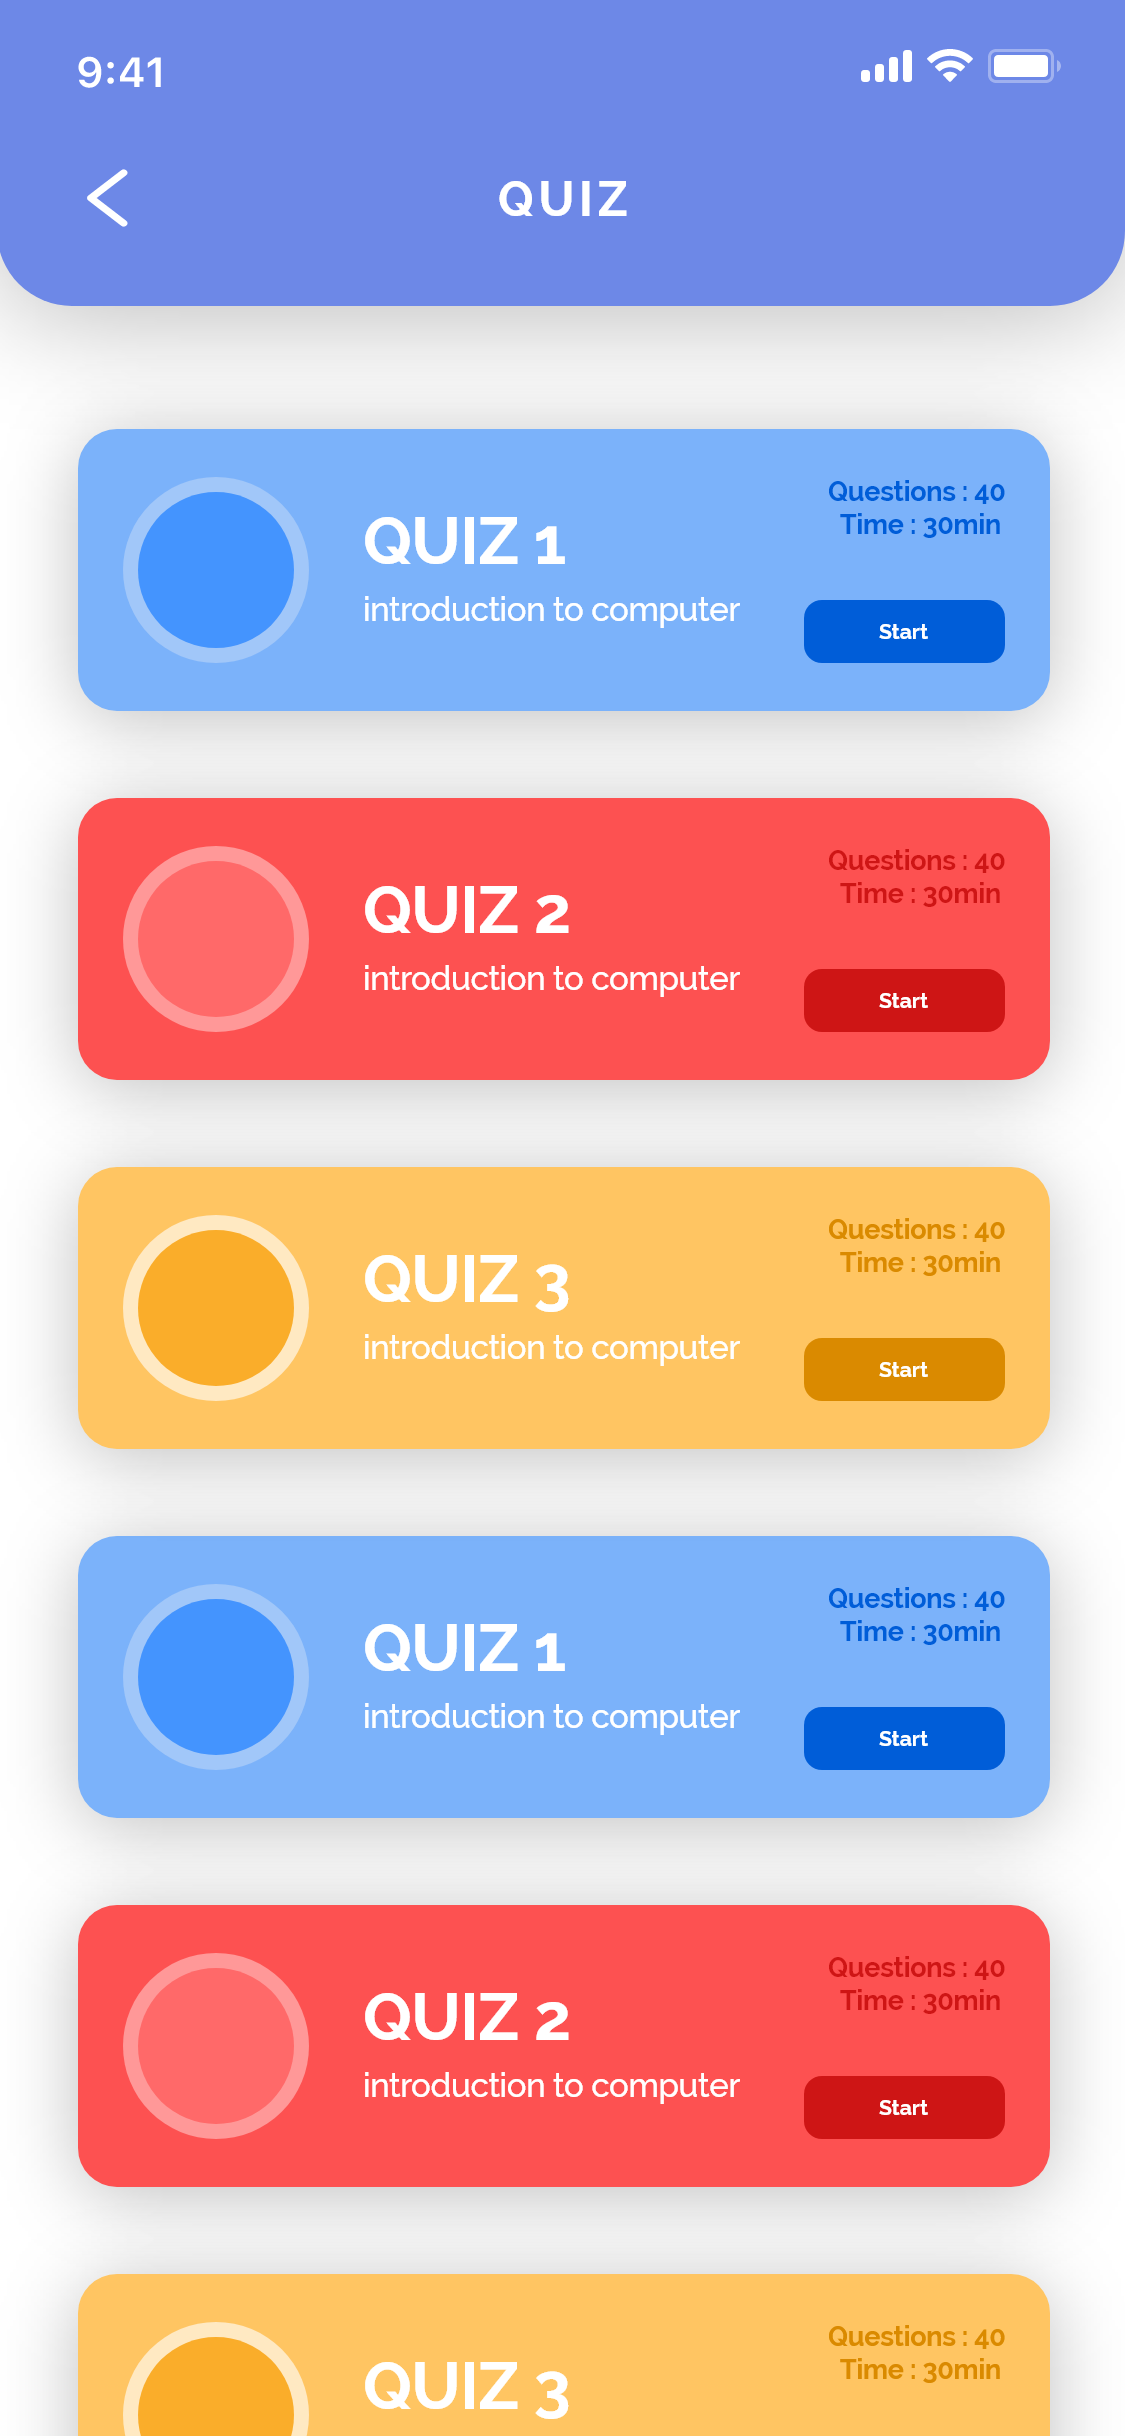 9:41
QUIZ
Questions : 40
Time : 30min
QUIZ 1
introduction to computer
Start
Questions : 40
Time : 30min
QUIZ 2
introduction to computer
Start
Questions : 40
Time : 30min
QUIZ 3
introduction to computer
Start
Questions : 40
Time : 30min
QUIZ 1
introduction to computer
Start
Questions : 40
Time : 30min
QUIZ 2
introduction to computer
Start
Questions : 40
Time : 30min
QUIZ 3